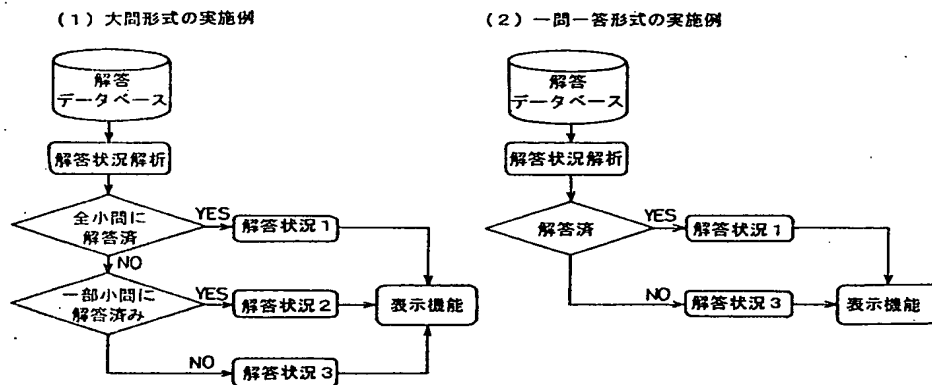 (1) 大問形式の実施例
解答
データベース
解答状況解析
全小問に
解答済
YES
解答状況1
NO
一部小問に
解答済み
YES
解答状況2
表示機能
NO
解答状況3
(2) 一問一答形式の実施例
解答
データベース
解答状況解析
解答済
YES
解答状況1
NO
解答状況3
表示機能